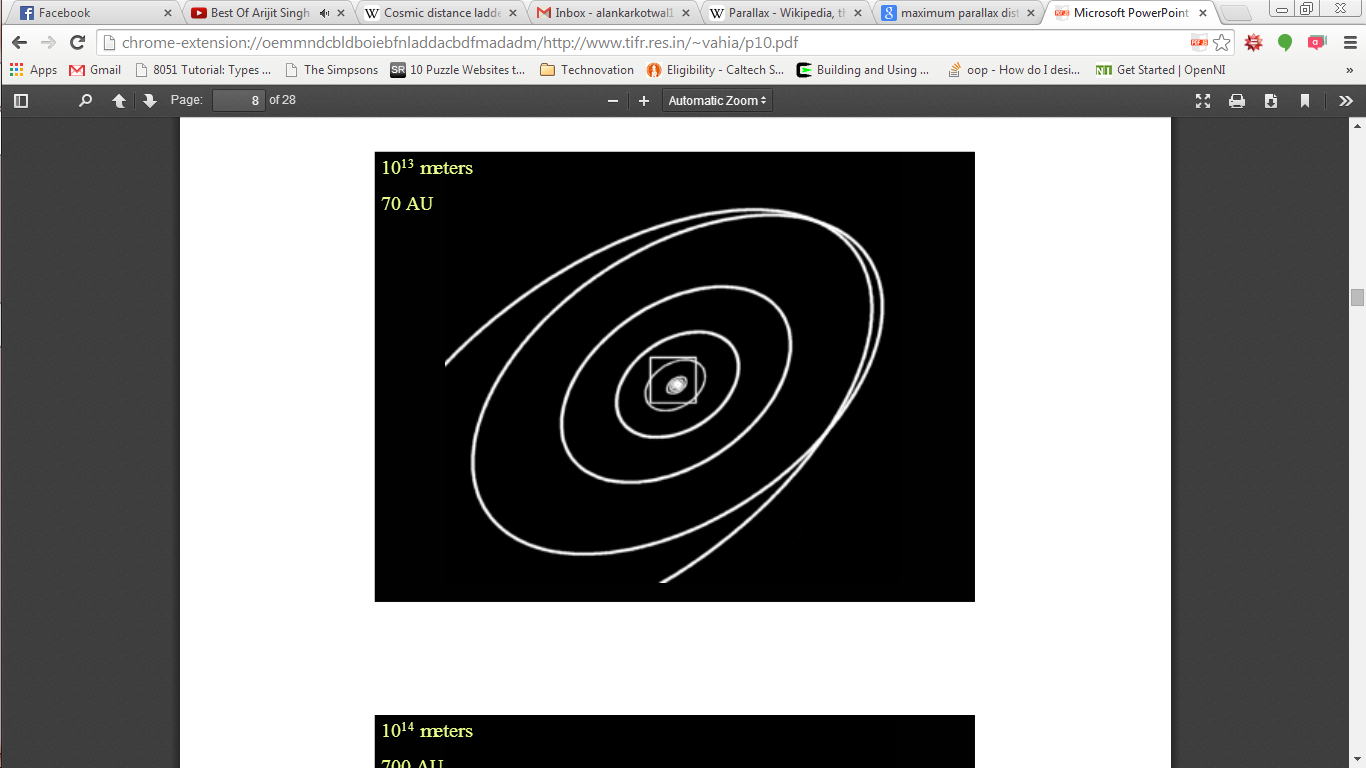 Facebook
Best Of Arijit Singh
Cosmic distance ladde
Inbox - alankarkotwal1
Parallax - Wikipedia, th
maximum parallax dist
Microsoft PowerPoint
chrome-extension://oemmndcbldboiebfnladdacbdfmadadm/http://www.tifr.res.in/~vahia/p10.pdf
Apps
Gmail
8051 Tutorial: Types ...
The Simpsons
SR 10 Puzzle Websites t...
Technovation
Eligibility - Caltech S...
Building and Using ...
oop - How do I desi...
Get Started | OpenNI
»
Page: 8 of 28
Automatic Zoom
10¹³ meters
70 AU
10¹⁴ meters
700 AU